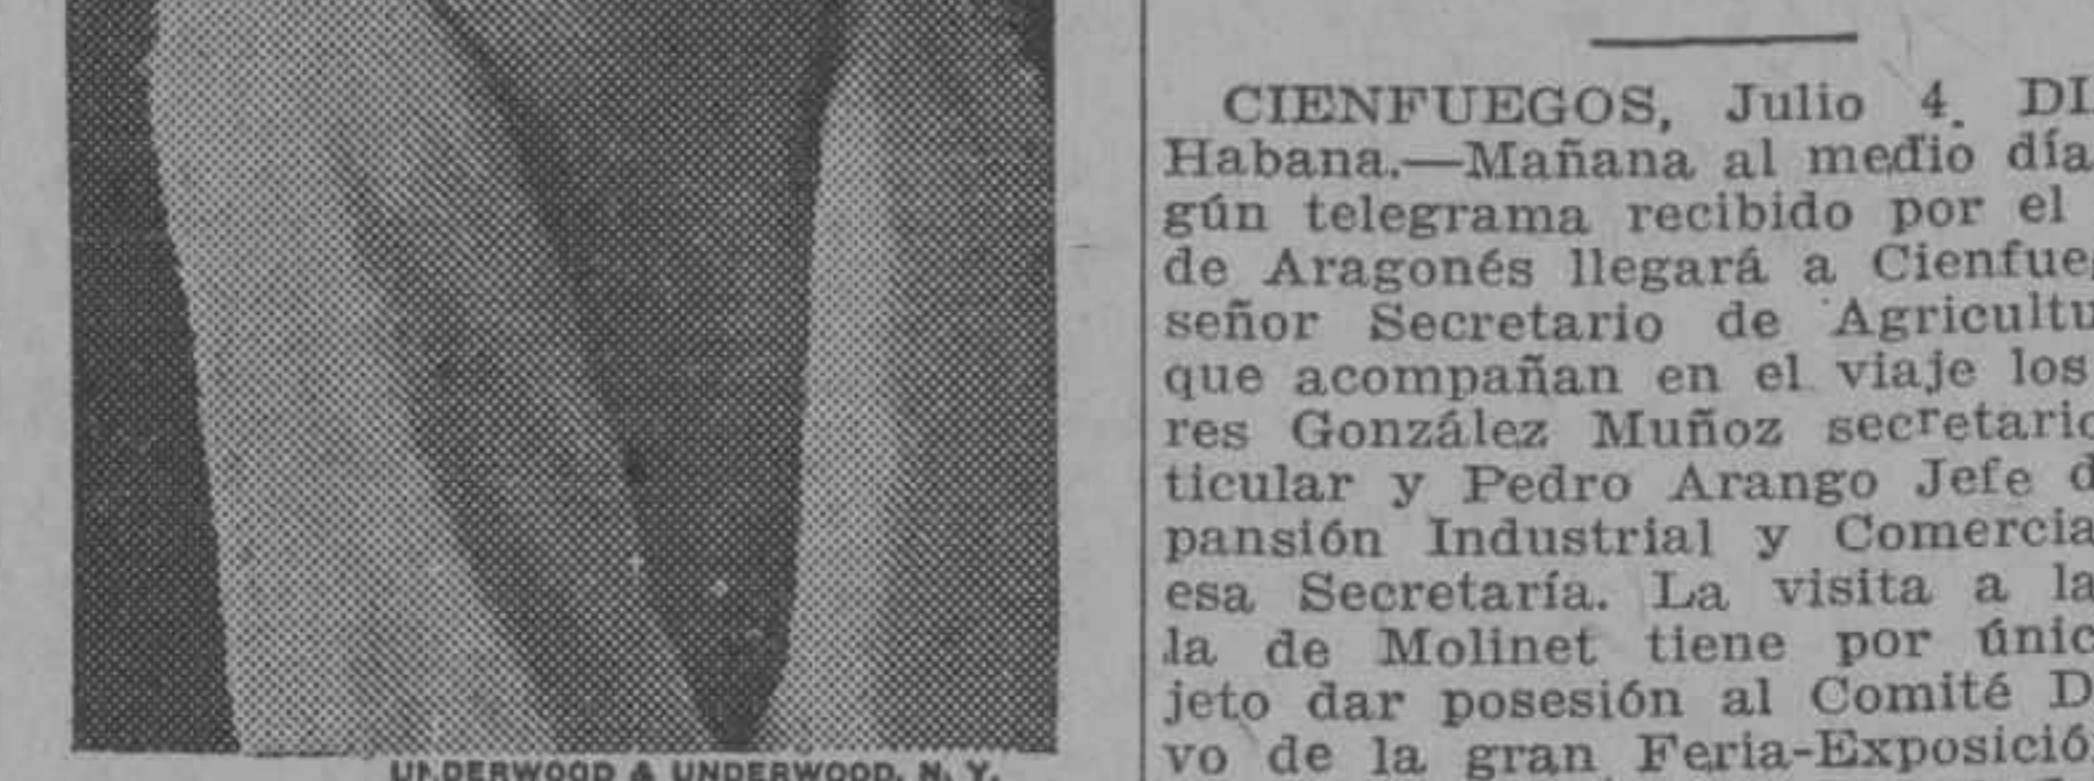 UNDERWOOD & UNDERWOOD, N. Y.
CIENFUEGOS, Julio 4. DI
Habana.—Mañana al medio día
gún telegrama recibido por el
de Aragonés llegará a Cienfue
señor Secretario de Agricultu
que acompañan en el viaje los
res González Muñoz secretario
ticular y Pedro Arango Jefe d
pansión Industrial y Comercia
esa Secretaría. La visita a la
la de Molinet tiene por únic
jeto dar posesión al Comité D
vo de la gran Feria-Exposició